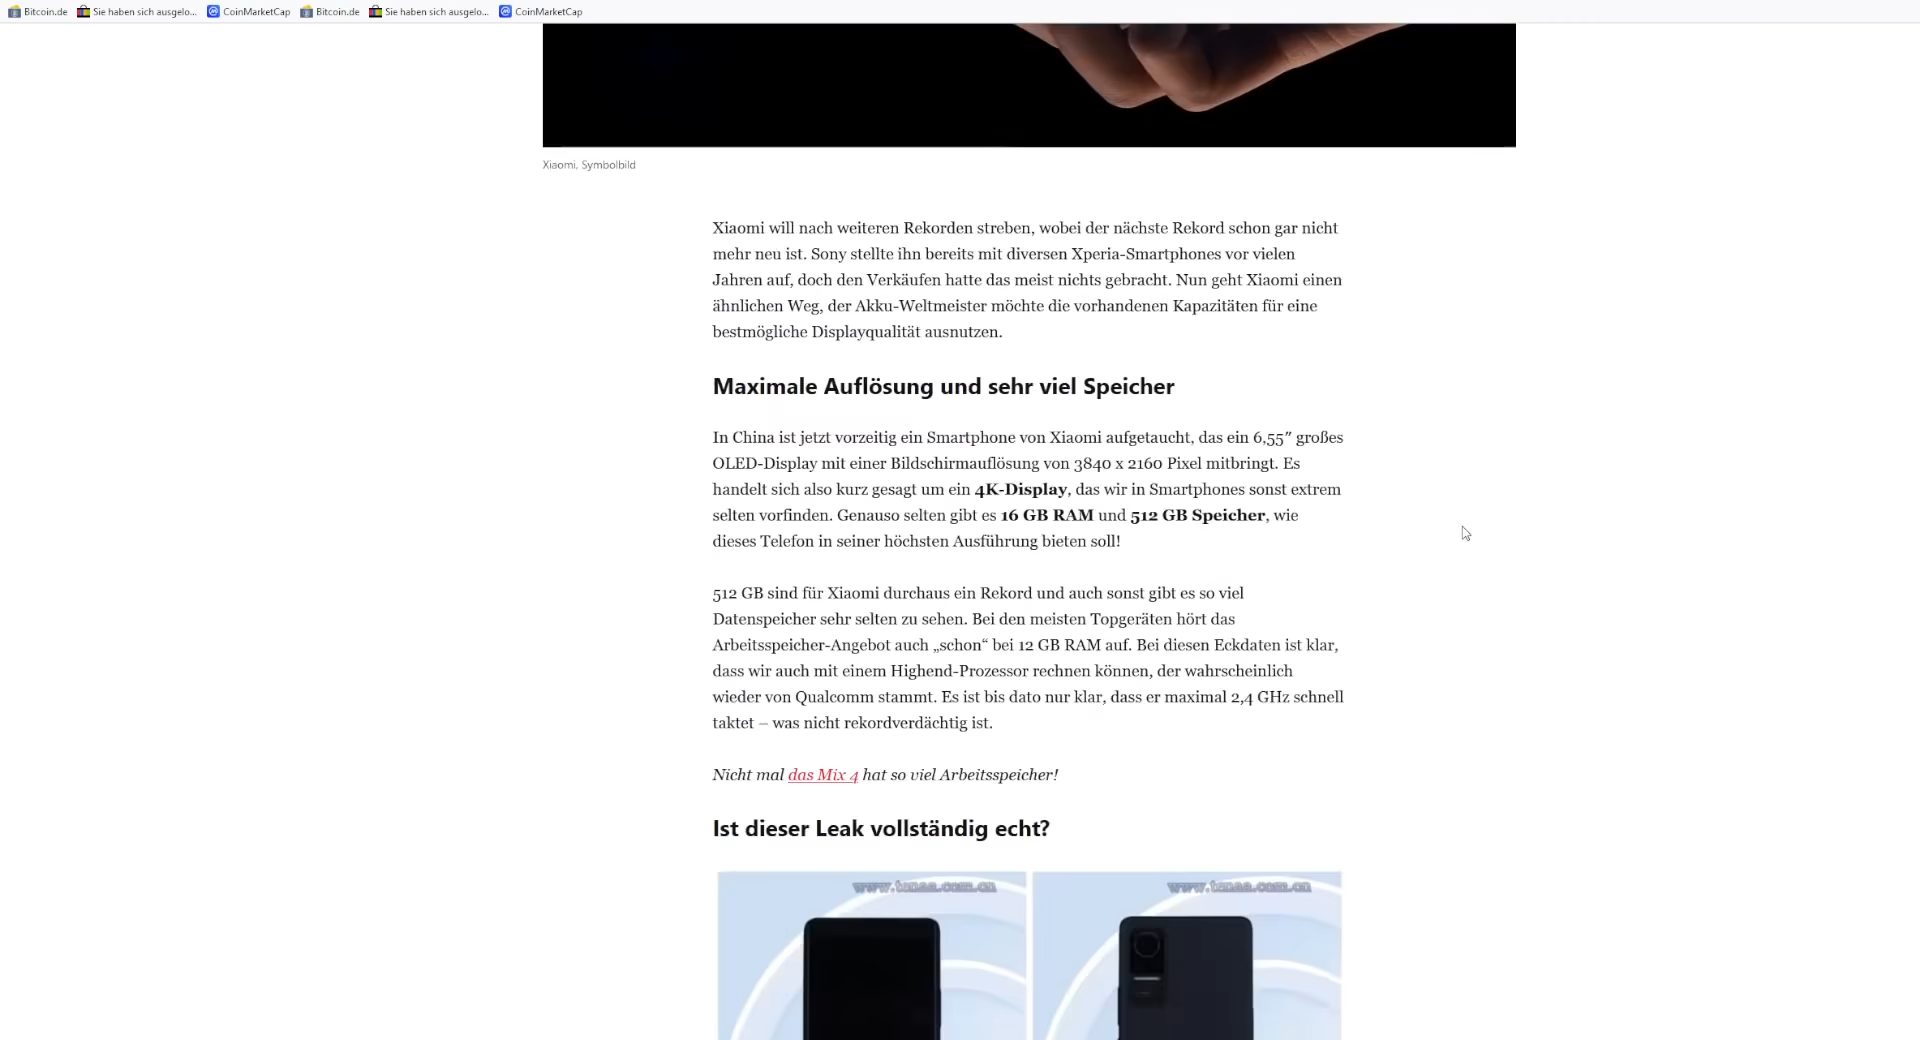 Bitcoin.de Sie haben sich ausgelo... CoinMarketCap Bitcoin.de Sie haben sich ausgelo... CoinMarketCap
Xiaomi, Symbolbild
Xiaomi will nach weiteren Rekorden streben, wobei der nächste Rekord schon gar nicht
mehr neu ist. Sony stellte ihn bereits mit diversen Xperia-Smartphones vor vielen
Jahren auf, doch den Verkäufen hatte das meist nichts gebracht. Nun geht Xiaomi einen
ähnlichen Weg, der Akku-Weltmeister möchte die vorhandenen Kapazitäten für eine
bestmögliche Displayqualität ausnutzen.
Maximale Auflösung und sehr viel Speicher
In China ist jetzt vorzeitig ein Smartphone von Xiaomi aufgetaucht, das ein 6,55″ großes
OLED-Display mit einer Bildschirmauflösung von 3840 x 2160 Pixel mitbringt. Es
handelt sich also kurz gesagt um ein 4K-Display, das wir in Smartphones sonst extrem
selten vorfinden. Genauso selten gibt es 16 GB RAM und 512 GB Speicher, wie
dieses Telefon in seiner höchsten Ausführung bieten soll!
512 GB sind für Xiaomi durchaus ein Rekord und auch sonst gibt es so viel
Datenspeicher sehr selten zu sehen. Bei den meisten Topgeräten hört das
Arbeitsspeicher-Angebot auch „schon“ bei 12 GB RAM auf. Bei diesen Eckdaten ist klar,
dass wir auch mit einem Highend-Prozessor rechnen können, der wahrscheinlich
wieder von Qualcomm stammt. Es ist bis dato nur klar, dass er maximal 2,4 GHz schnell
taktet – was nicht rekordverdächtig ist.
Nicht mal das Mix 4 hat so viel Arbeitsspeicher!
Ist dieser Leak vollständig echt?
www.tenaa.com.cn www.tenaa.com.cn